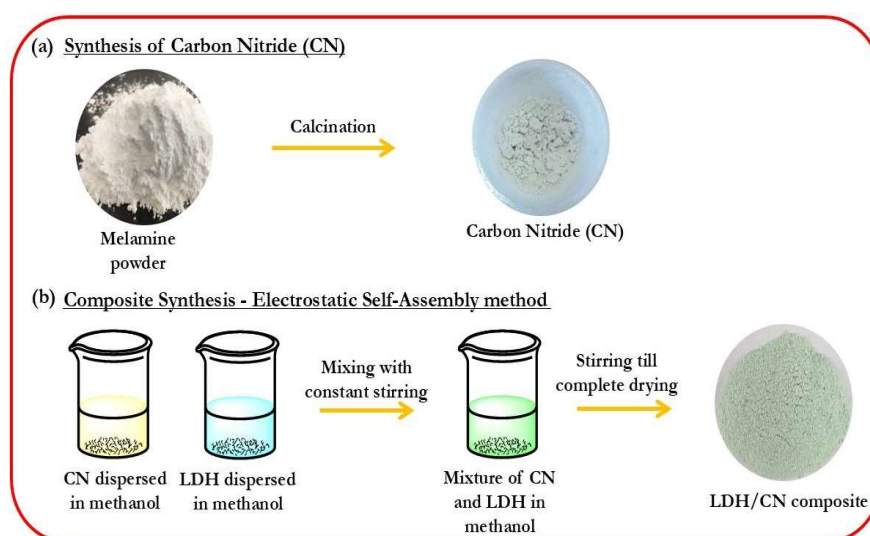 (a) Synthesis of Carbon Nitride (CN)
Calcination
Melamine
powder
Carbon Nitride (CN)
(b) Composite Synthesis - Electrostatic Self-Assembly method
CN dispersed
in methanol
LDH dispersed
in methanol
Mixing with
constant stirring
Mixture of CN
and LDH in
methanol
Stirring till
complete drying
LDH/CN composite